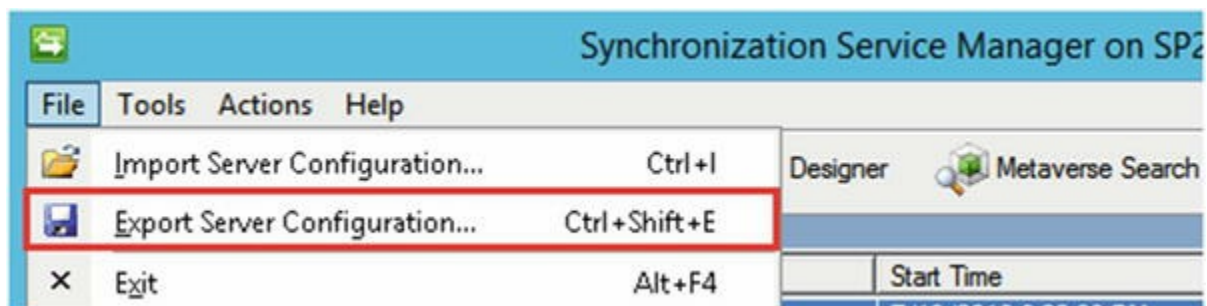 Synchronization Service Manager on SP2
File Tools Actions Help
Import Server Configuration... Ctrl+I
Designer Metaverse Search
Export Server Configuration... Ctrl+Shift+E
Exit Alt+F4
Start Time